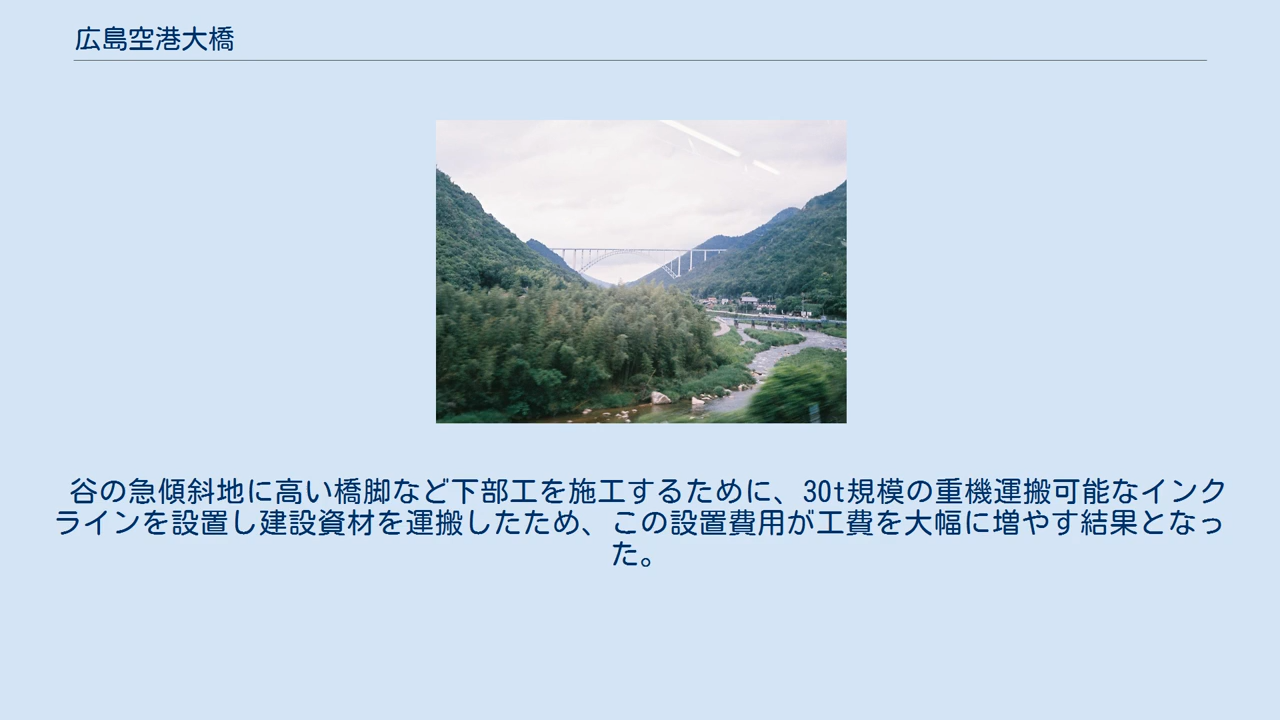 広島空港大橋
谷の急傾斜地に高い橋脚など下部工を施工するために、30t規模の重機運搬可能なインク
ラインを設置し建設資材を運搬したため、この設置費用が工費を大幅に増やす結果となっ
た。